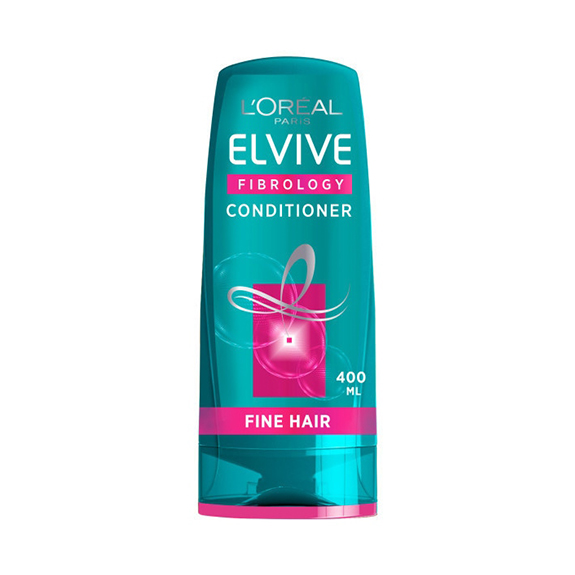 L'ORÉAL
PARIS
ELVIVE
FIBROLOGY
CONDITIONER
400
ML
FINE HAIR